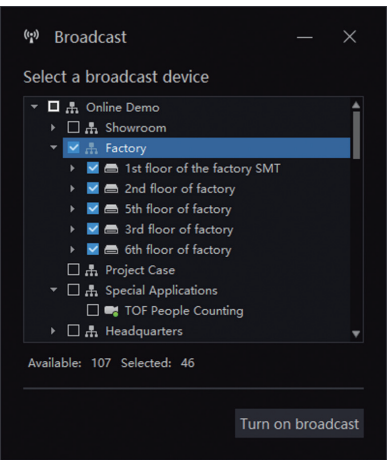 Broadcast
Select a broadcast device
Online Demo
Showroom
Factory
1st floor of the factory SMT
2nd floor of factory
5th floor of factory
3rd floor of factory
6th floor of factory
Project Case
Special Applications
TOF People Counting
Headquarters
Available: 107 Selected: 46
Turn on broadcast